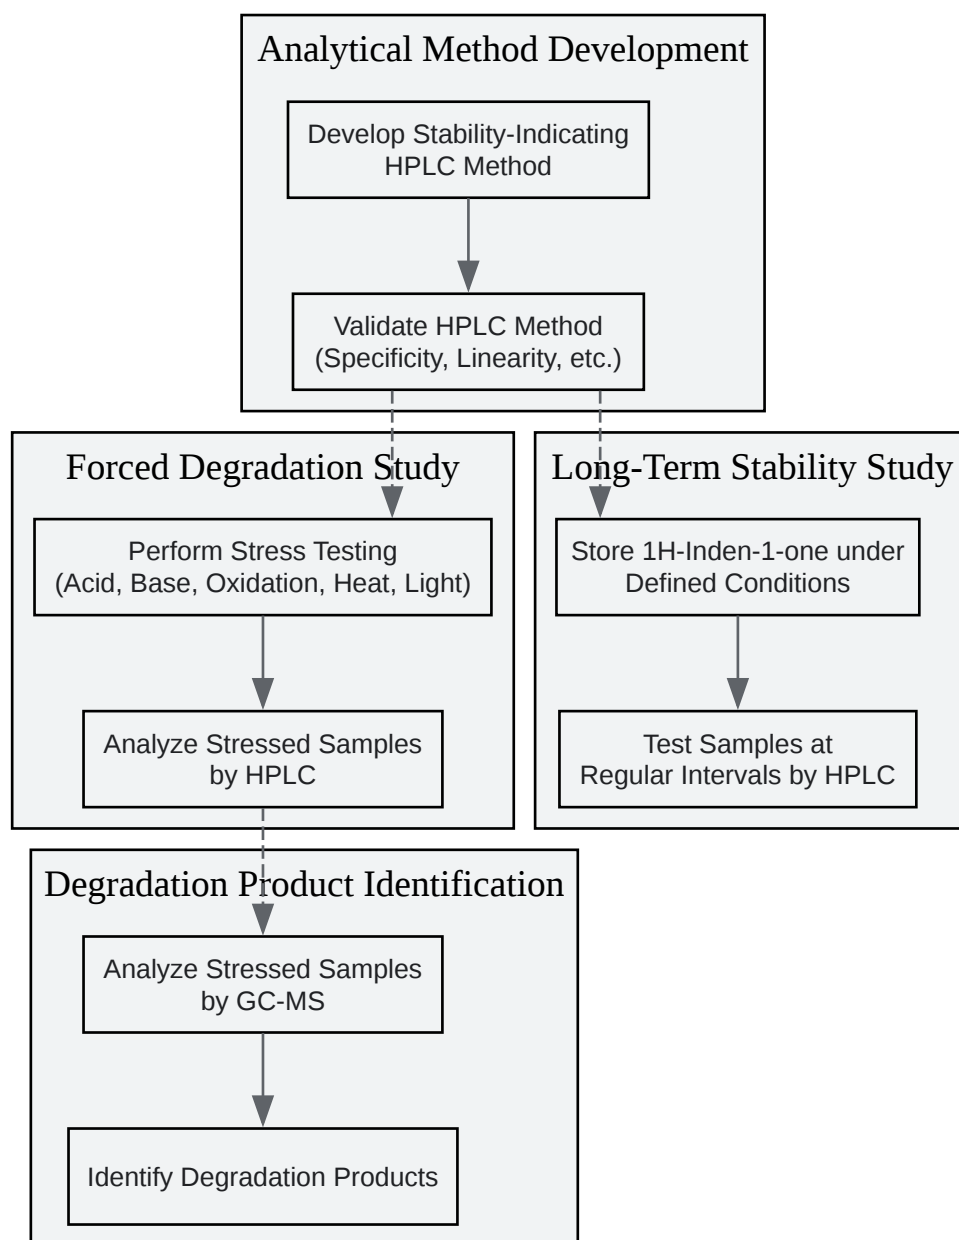 Analytical Method Development
Develop Stability-Indicating
HPLC Method
Validate HPLC Method
(Specificity, Linearity, etc.)
Forced Degradation Study
Perform Stress Testing
(Acid, Base, Oxidation, Heat, Light)
Analyze Stressed Samples
by HPLC
Long-Term Stability Study
Store 1H-Inden-1-one under
Defined Conditions
Test Samples at
Regular Intervals by HPLC
Degradation Product Identification
Analyze Stressed Samples
by GC-MS
Identify Degradation Products